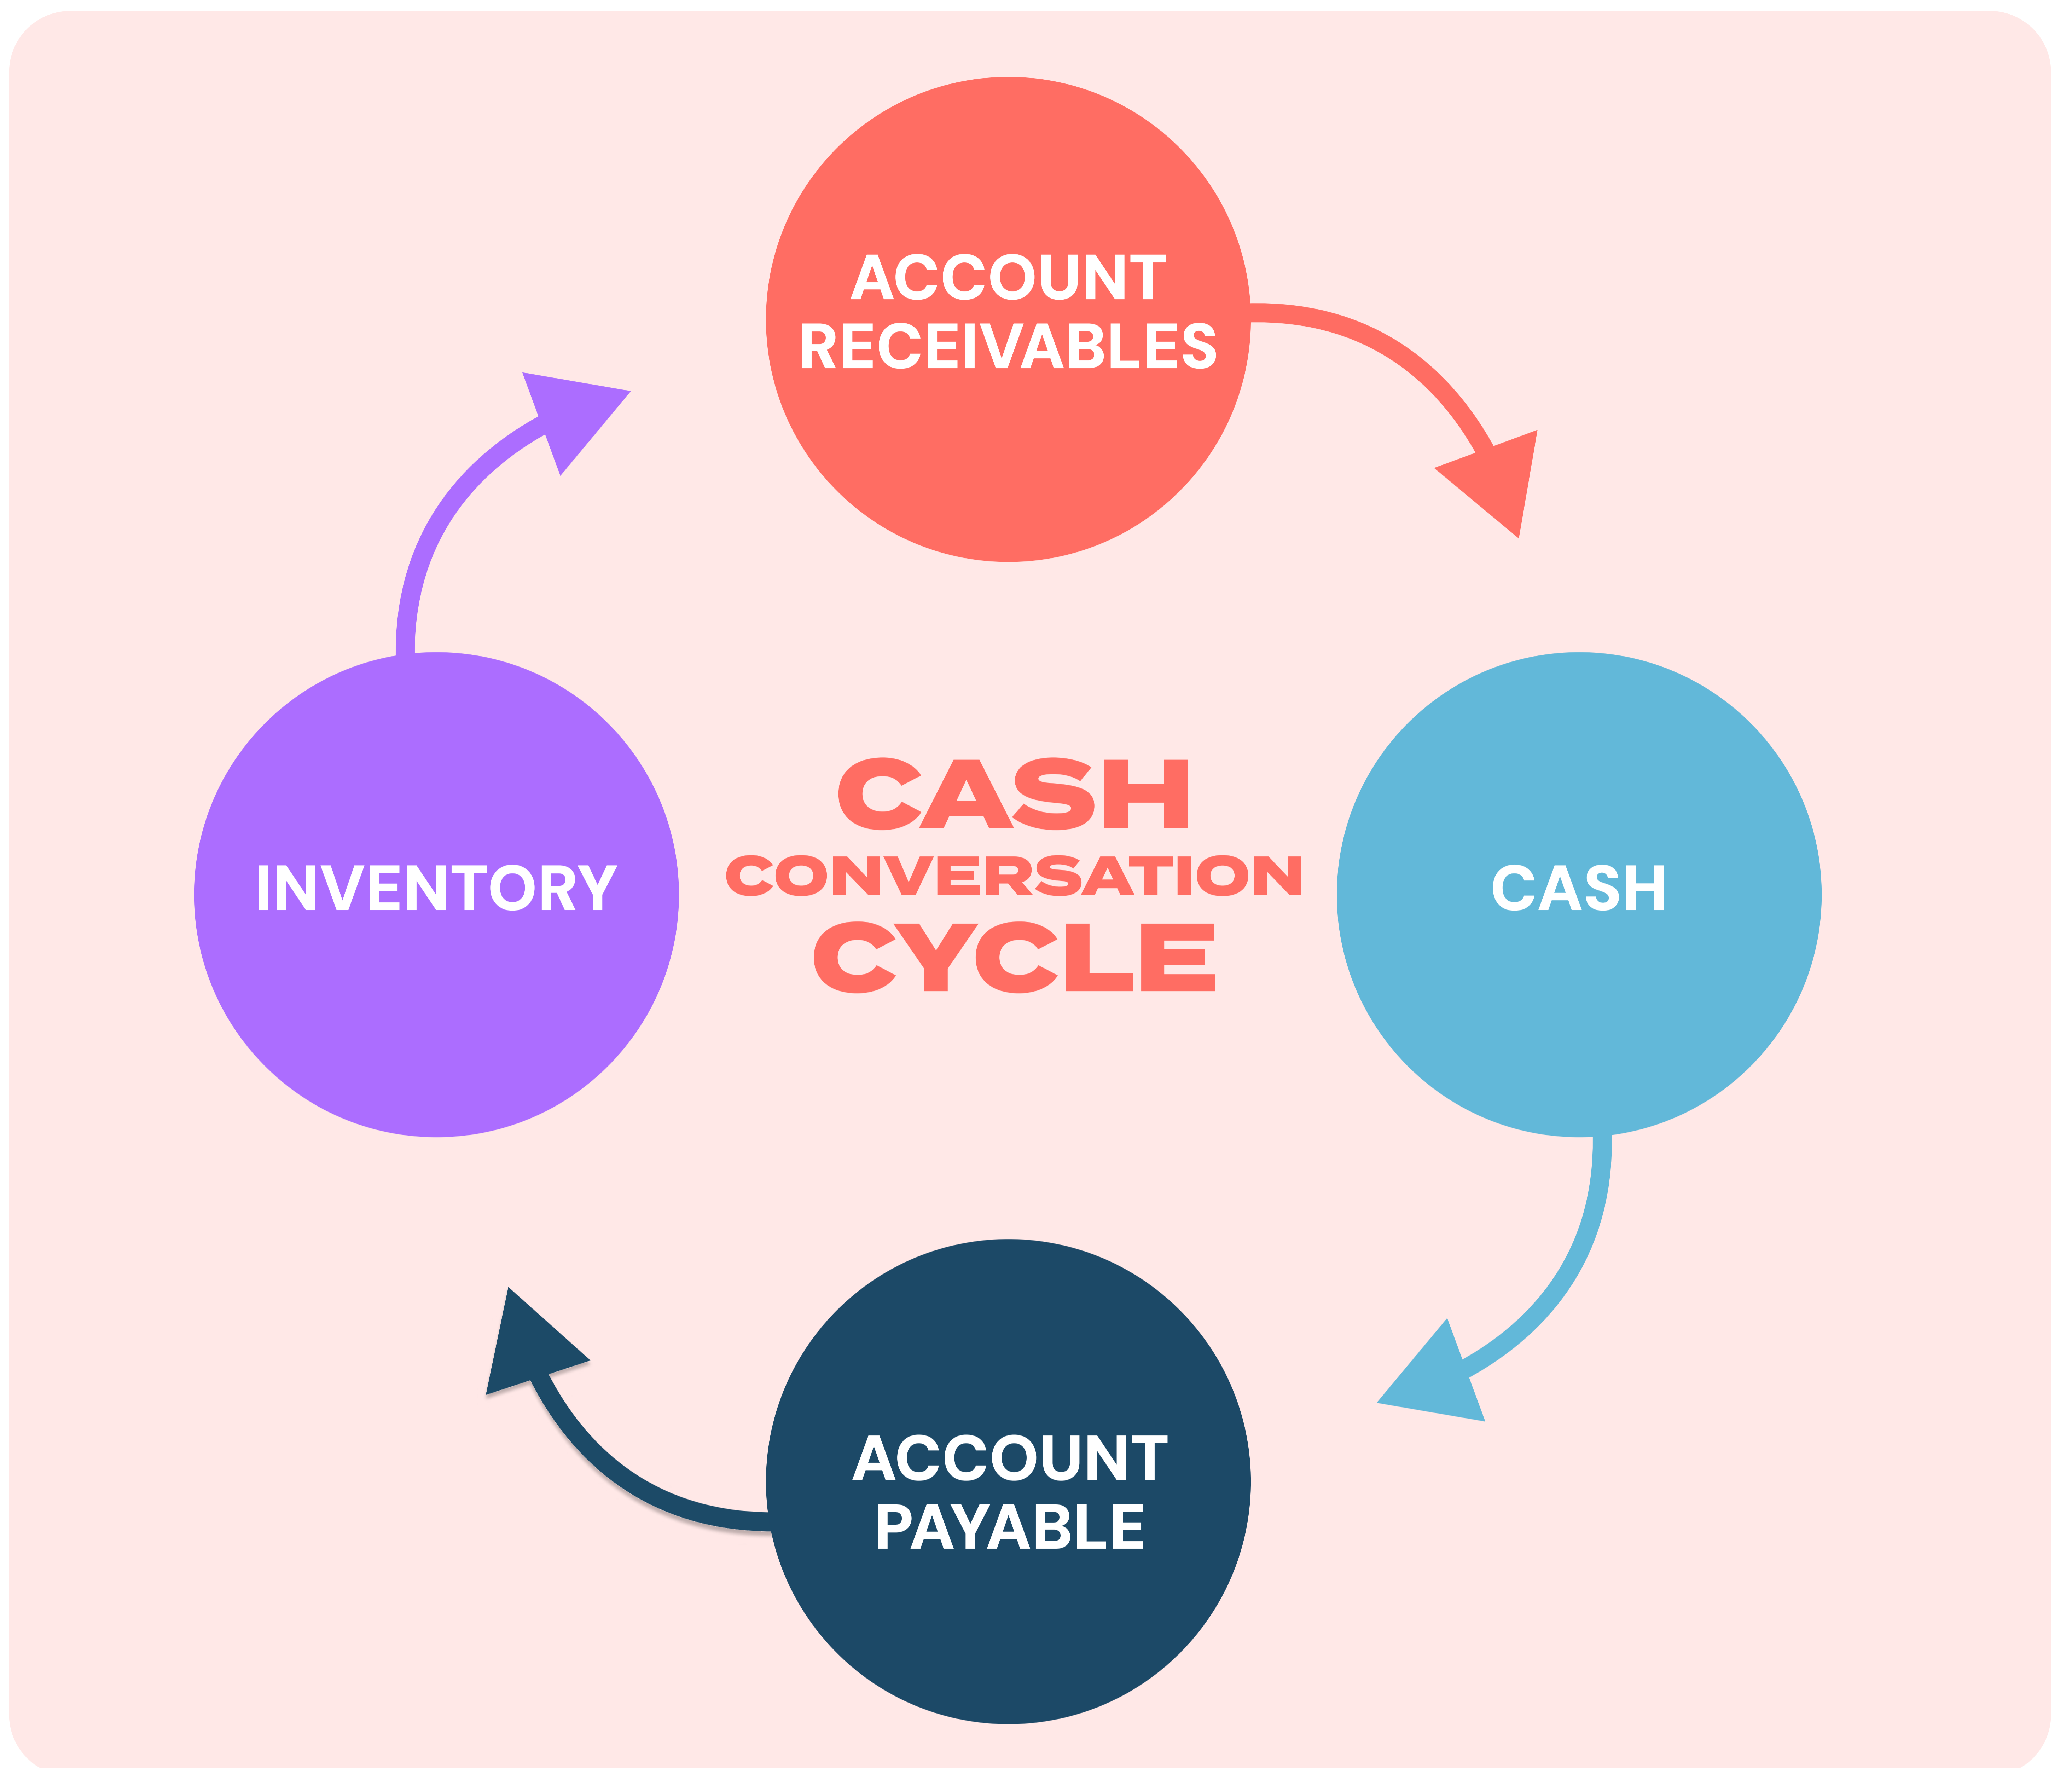 ACCOUNT
RECEIVABLES
INVENTORY
CASH
CONVERSATION
CYCLE
CASH
ACCOUNT
PAYABLE